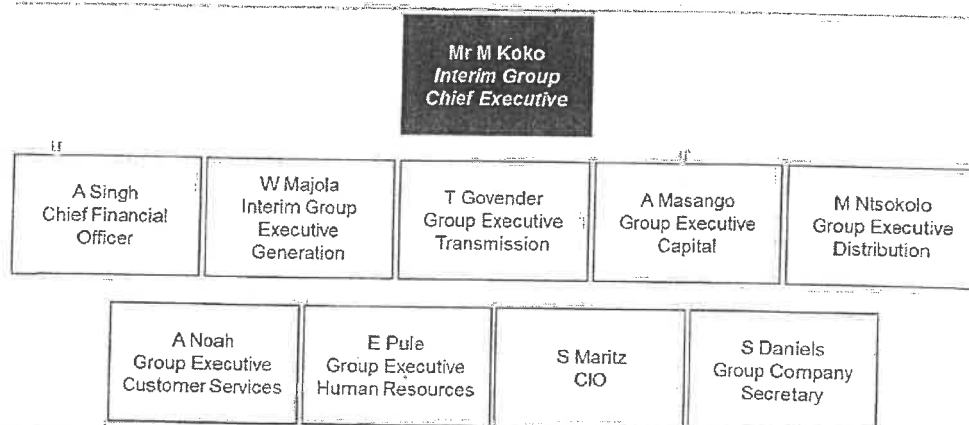 Mr M Koko
Interim Group
Chief Executive
A Singh
Chief Financial
Officer
W Majola
Interim Group
Executive
Generation
T Govender
Group Executive
Transmission
A Masango
Group Executive
Capital
M Ntsokolo
Group Executive
Distribution
A Noah
Group Executive
Customer Services
E Pule
Group Executive
Human Resources
S Maritz
CIO
S Daniels
Group Company
Secretary